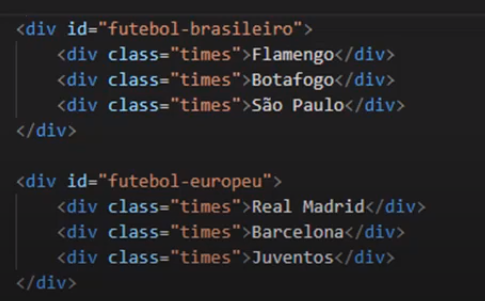 <div id="futebol-brasileiro">
<div class="times">Flamengo</div>
<div class="times">Botafogo</div>
<div class="times">São Paulo</div>
</div>
<div id="futebol-europeu">
<div class="times">Real Madrid</div>
<div class="times">Barcelona</div>
<div class="times">Juventos</div>
</div>